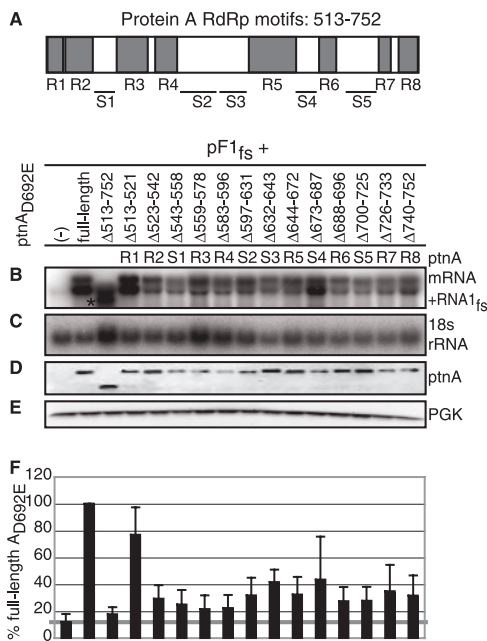 A Protein A RdRp motifs: 513-752
R1 R2 R3 R4 R5 R6 R7 R8
S1 S2 S3 S4 S5
pF1fs +
ptnAD692E
(-)
full-length
Δ513-752
Δ513-521
Δ523-542
Δ543-558
Δ559-578
Δ583-596
Δ597-631
Δ632-643
Δ644-672
Δ673-687
Δ688-696
Δ700-725
Δ726-733
Δ740-752
R1 R2 S1 R3 R4 S2 S3 R5 S4 R6 S5 R7 R8 ptnA
B mRNA
* +RNA1fs
C 18s
rRNA
D ptnA
E PGK
F
% full-length AD692E
120
100
80
60
40
20
0